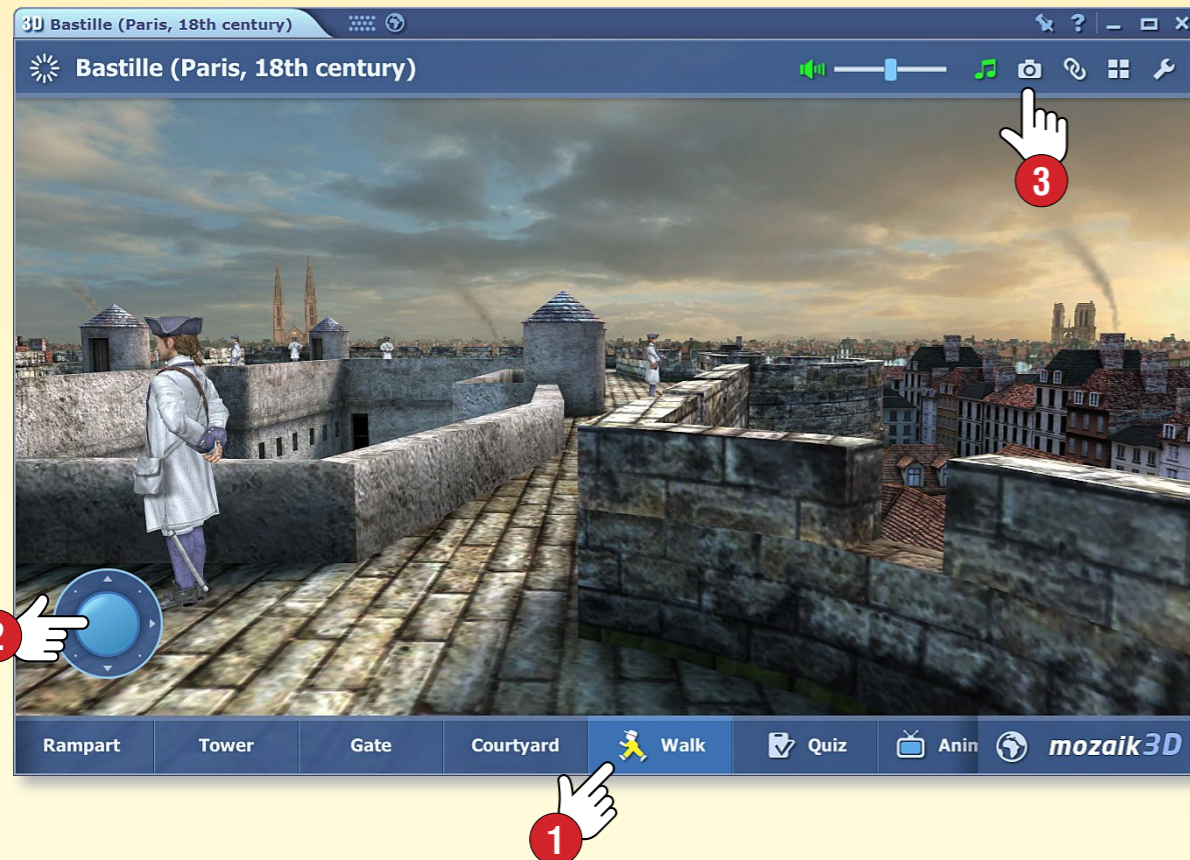 3D Bastille (Paris, 18th century)
?
Bastille (Paris, 18th century)
3
2
Rampart Tower Gate Courtyard Walk Quiz Anim mozaik3D
1